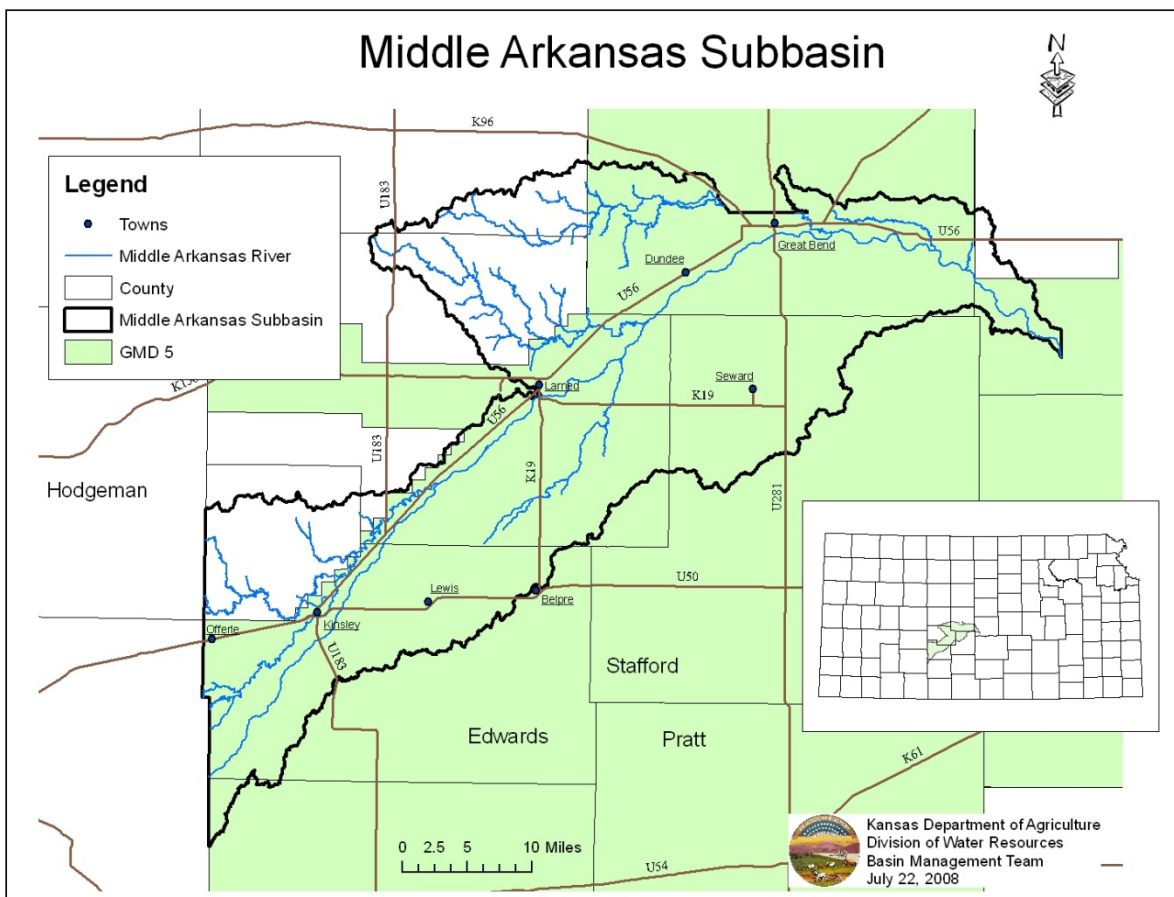 Middle Arkansas Subbasin
N
K96
U183
Legend
Towns
Middle Arkansas River
County
Middle Arkansas Subbasin
GMD 5
U56
Great Bend
Dundee
U56
Larned
Seward
K19
U56
U183
K19
Hodgeman
U281
U50
Lewis
Belpre
Kinsley
Offerle
U183
Stafford
Edwards
Pratt
K61
0 2.5 5 10 Miles
U54
Kansas Department of Agriculture
Division of Water Resources
Basin Management Team
July 22, 2008